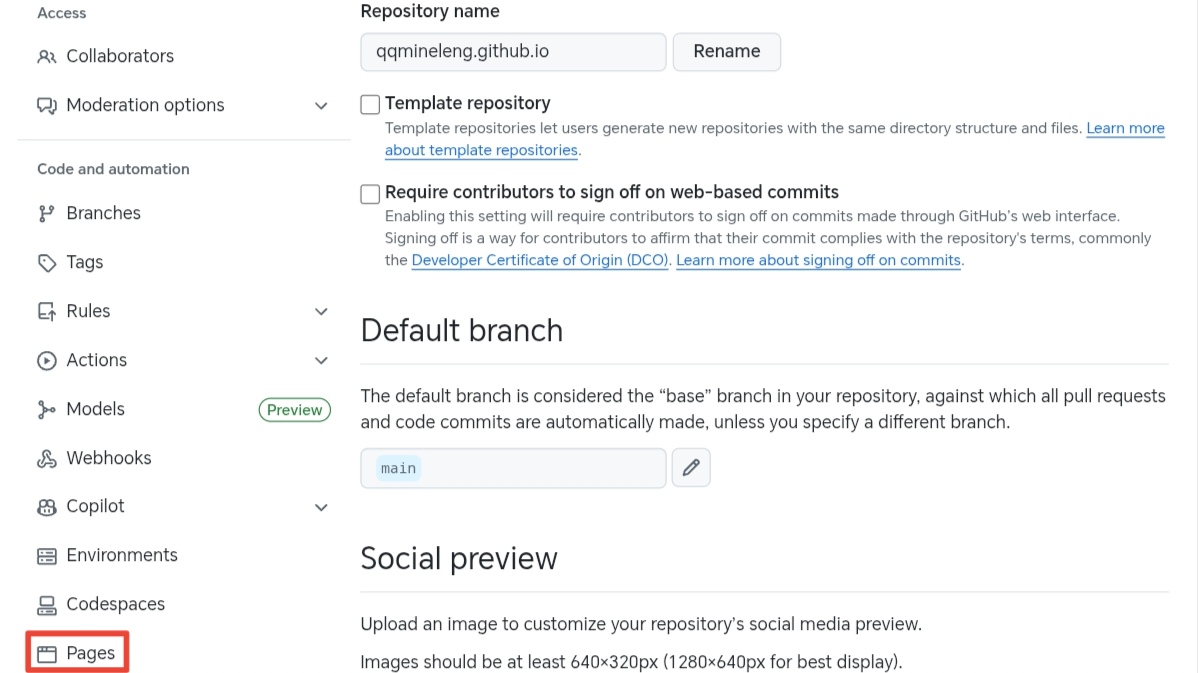 Access
Collaborators
Moderation options
Code and automation
Branches
Tags
Rules
Actions
Models
Preview
Webhooks
Copilot
Environments
Codespaces
Pages
Repository name
qqmineleng.github.io
Rename
Template repository
Template repositories let users generate new repositories with the same directory structure and files. Learn more
about template repositories.
Require contributors to sign off on web-based commits
Enabling this setting will require contributors to sign off on commits made through GitHub's web interface.
Signing off is a way for contributors to affirm that their commit complies with the repository's terms, commonly
the Developer Certificate of Origin (DCO). Learn more about signing off on commits.
Default branch
The default branch is considered the “base” branch in your repository, against which all pull requests
and code commits are automatically made, unless you specify a different branch.
main
Social preview
Upload an image to customize your repository's social media preview.
Images should be at least 640×320px (1280×640px for best display).